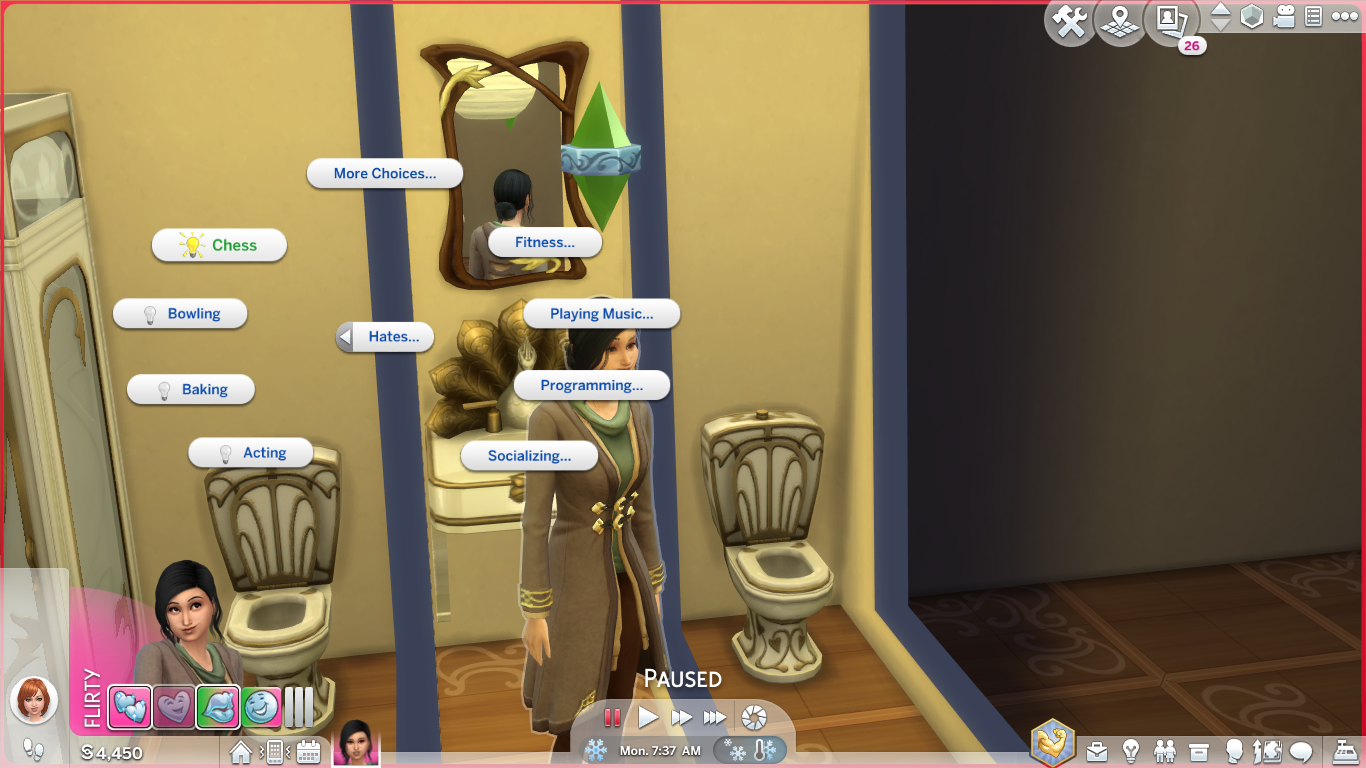 26
More Choices...
Chess
Fitness...
Bowling
Playing Music...
Hates...
Baking
Programming...
Acting
Socializing...
FLIRTY
PAUSED
§4,450
Mon. 7:37 AM